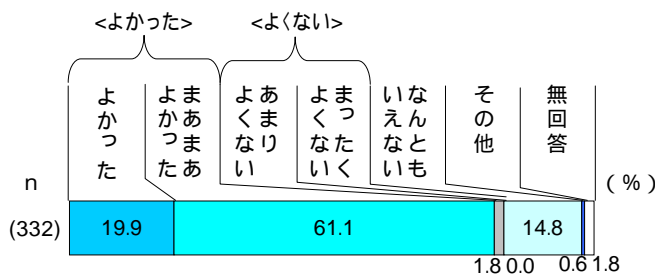 <よかった>
<よくない>
よかった
まあまあ
よかった
あまり
よくない
まったく
よくない
なんとも
いえない
その他
無回答
n
(%)
(332)
19.9
61.1
1.8
0.0
14.8
0.6
1.8